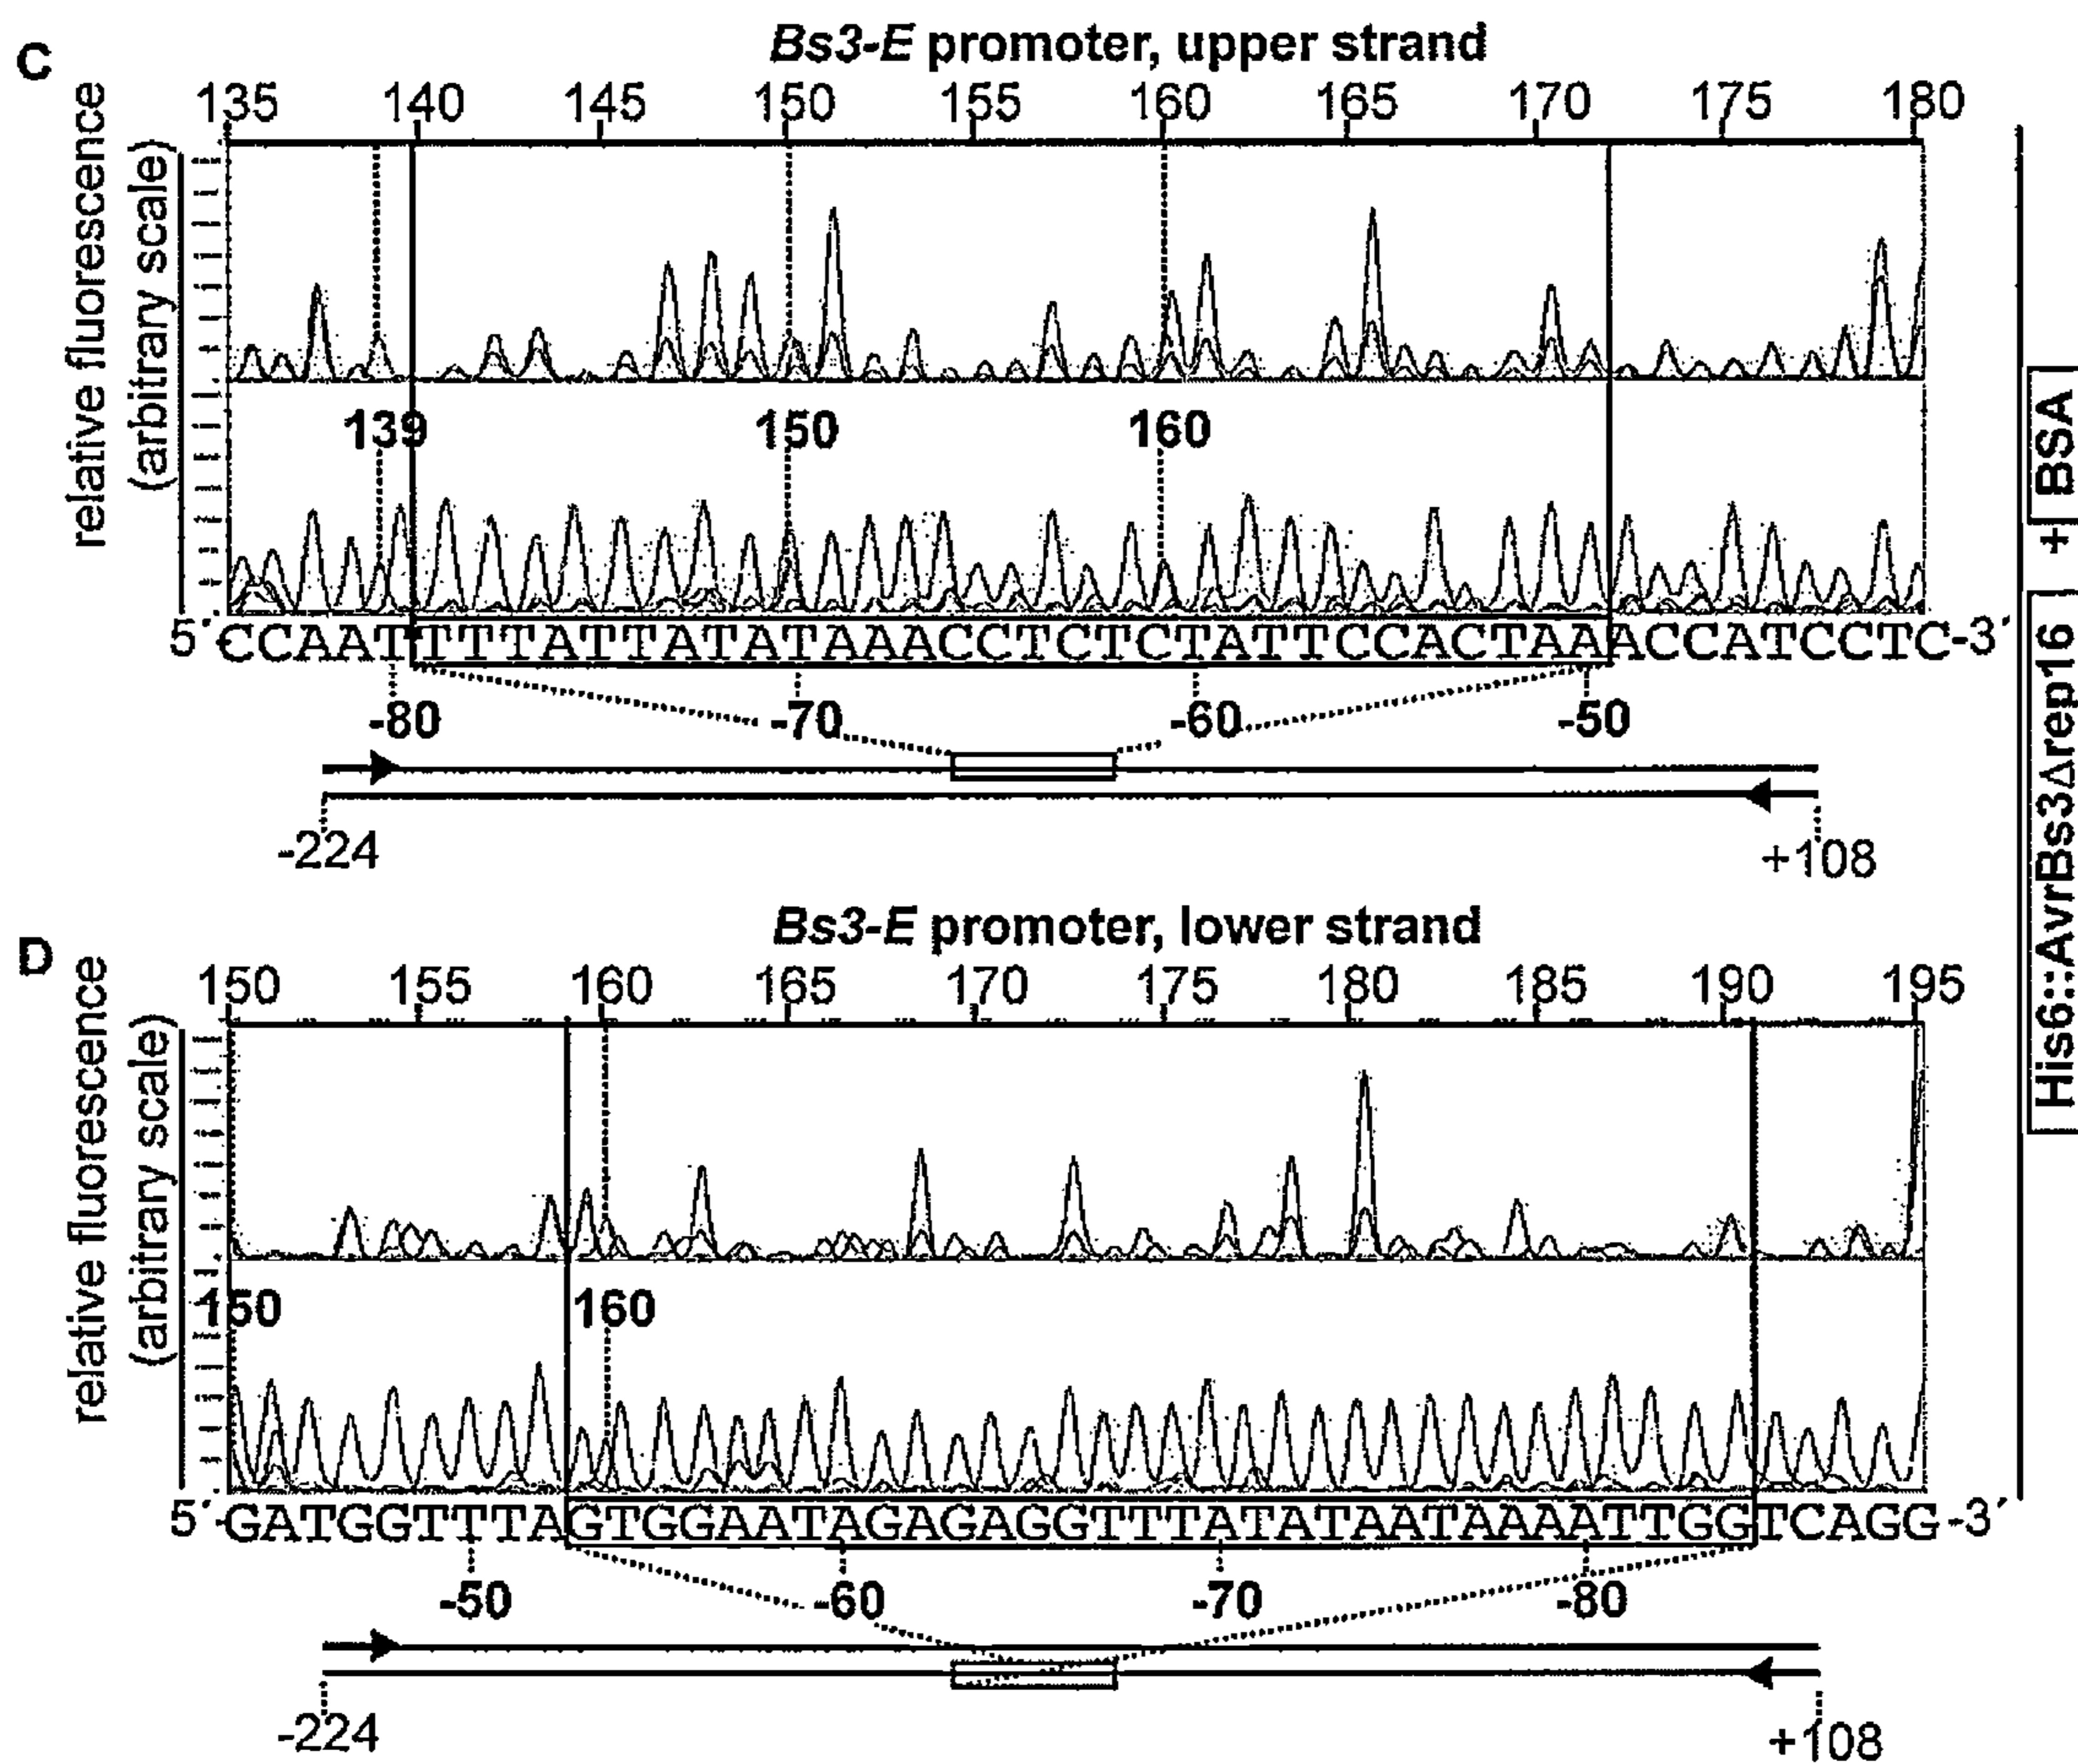 C
Bs3-E promoter, upper strand
135 140 145 150 155 160 165 170 175 180
relative fluorescence
(arbitrary scale)
139 150 160
5´-CCAATTTTATTATATAAACCTCTCTATTCCACTAAACCATCCTC-3´
-80 -70 -60 -50
-224 +108
D
Bs3-E promoter, lower strand
150 155 160 165 170 175 180 185 190 195
relative fluorescence
(arbitrary scale)
150 160
5´-GATGGTTTAGTGGAATAGAGAGGTTTATATAATAAAATTGGTCAGG-3´
-50 -60 -70 -80
-224 +108
His6::AvrBs3Δrep16 + BSA